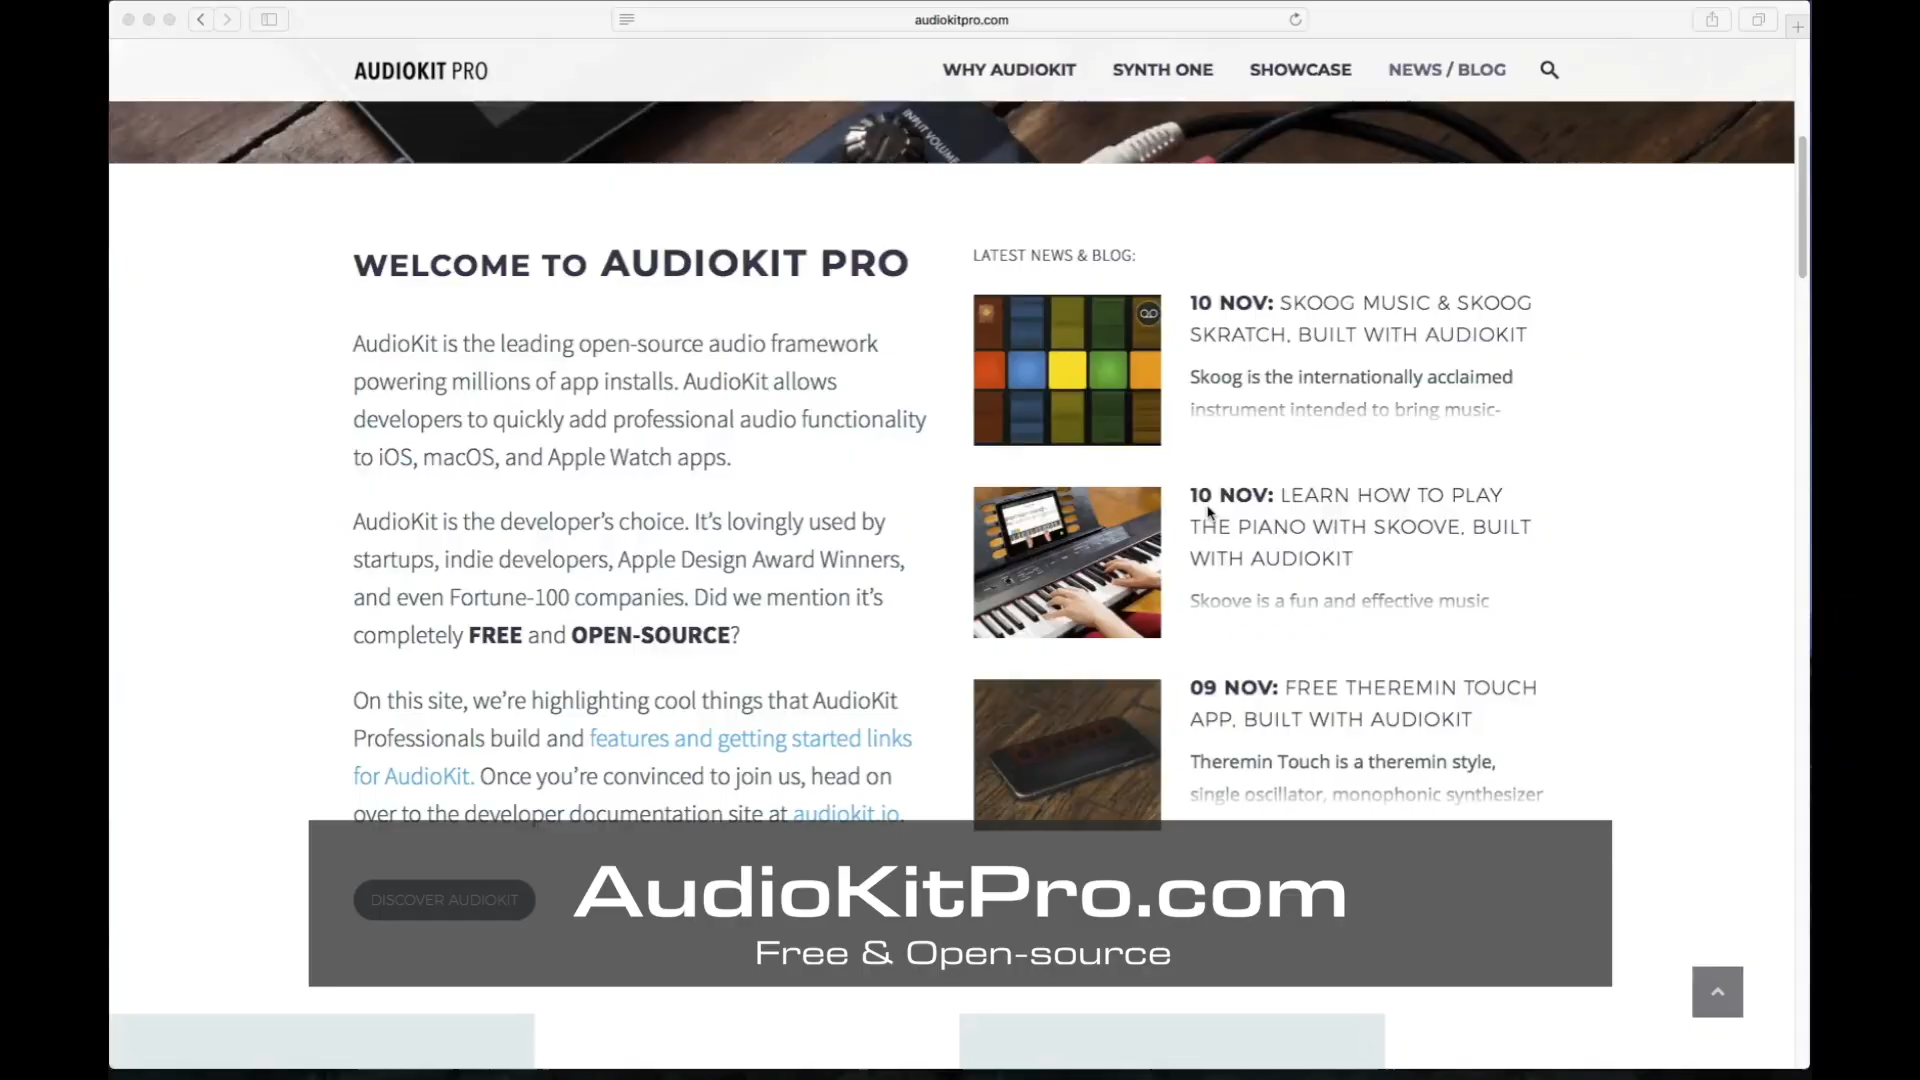 audiokitpro.com
AUDIOKIT PRO
WHY AUDIOKIT
SYNTH ONE
SHOWCASE
NEWS / BLOG
INPUT VOLUME
WELCOME TO AUDIOKIT PRO
AudioKit is the leading open-source audio framework
powering millions of app installs. AudioKit allows
developers to quickly add professional audio functionality
to iOS, macOS, and Apple Watch apps.
AudioKit is the developer’s choice. It’s lovingly used by
startups, indie developers, Apple Design Award Winners,
and even Fortune-100 companies. Did we mention it’s
completely FREE and OPEN-SOURCE?
On this site, we’re highlighting cool things that AudioKit
Professionals build and features and getting started links
for AudioKit. Once you’re convinced to join us, head on
over to the developer documentation site at audiokit.io.
DISCOVER AUDIOKIT
LATEST NEWS & BLOG:
10 NOV: SKOOG MUSIC & SKOOG
SKRATCH, BUILT WITH AUDIOKIT
Skoog is the internationally acclaimed
instrument intended to bring music-
10 NOV: LEARN HOW TO PLAY
THE PIANO WITH SKOOVE, BUILT
WITH AUDIOKIT
Skoove is a fun and effective music
09 NOV: FREE THEREMIN TOUCH
APP, BUILT WITH AUDIOKIT
Theremin Touch is a theremin style,
single oscillator, monophonic synthesizer
AudioKitPro.com
Free & Open-source